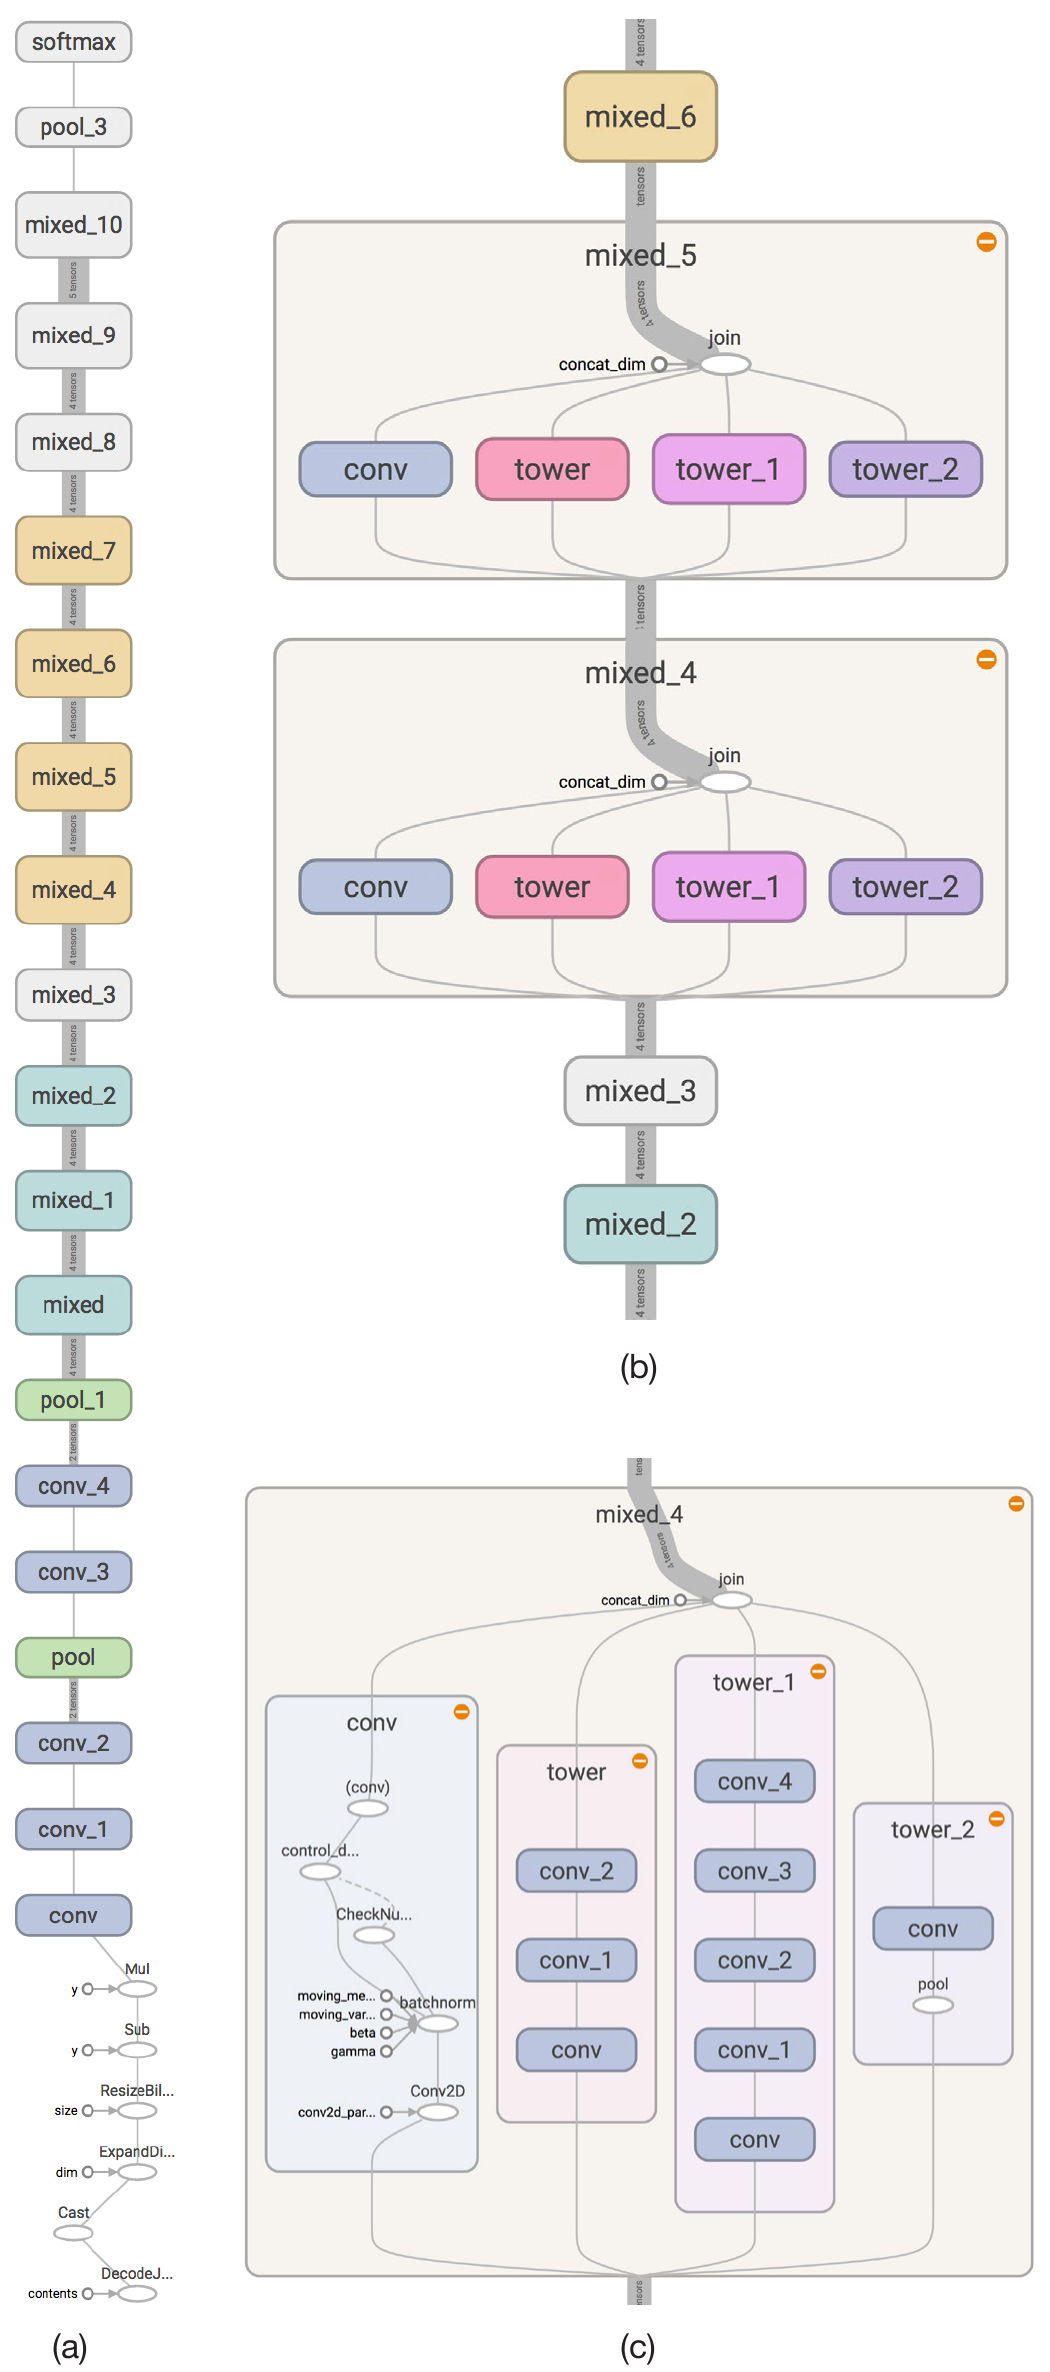 softmax
pool_3
mixed_10
5 tensors
mixed_9
4 tensors
mixed_8
4 tensors
mixed_7
4 tensors
mixed_6
4 tensors
mixed_5
4 tensors
mixed_4
4 tensors
mixed_3
4 tensors
mixed_2
4 tensors
mixed_1
4 tensors
mixed
4 tensors
pool_1
2 tensors
conv_4
conv_3
pool
2 tensors
conv_2
conv_1
conv
Mul
y
Sub
y
ResizeBil...
size
ExpandDi...
dim
Cast
DecodeJ...
contents
(a)
4 tensors
mixed_6
tensors
mixed_5
4 tensors
join
concat_dim
conv tower tower_1 tower_2
tensors
mixed_4
4 tensors
join
concat_dim
conv tower tower_1 tower_2
4 tensors
mixed_3
4 tensors
mixed_2
4 tensors
(b)
tens
mixed_4
4 tensors
join
concat_dim
conv
(conv)
control_d...
CheckNu...
moving_me...
batchnorm
moving_var...
beta
gamma
Conv2D
conv2d_par...
tower
conv_2
conv_1
conv
tower_1
conv_4
conv_3
conv_2
conv_1
conv
tower_2
conv
pool
ensors
(c)